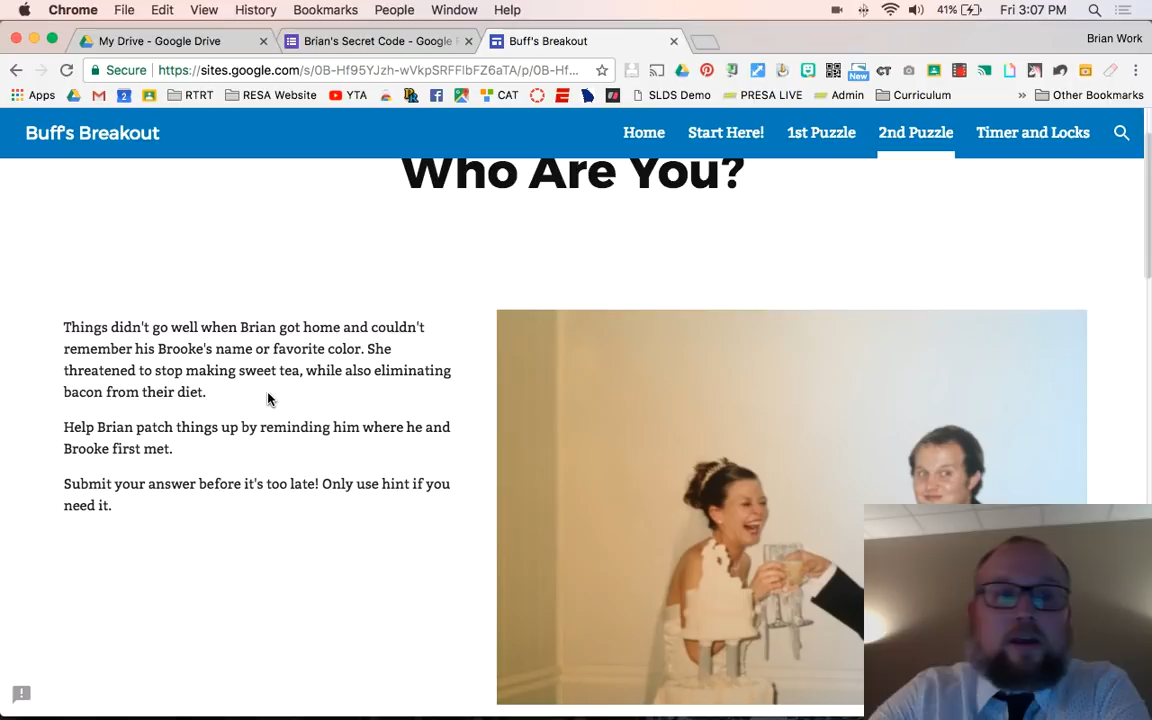 Chrome File Edit View History Bookmarks People Window Help 41% Fri 3:07 PM
My Drive - Google Drive Brian's Secret Code - Google Buff's Breakout Brian Work
Secure https://sites.google.com/s/0B-Hf95YJzh-wVkpSRFFlbFZ6aTA/p/0B-Hf... New CT
Apps RTRT RESA Website YTA CAT SLDS Demo PRESA LIVE Admin Curriculum » Other Bookmarks
Buff's Breakout Home Start Here! 1st Puzzle 2nd Puzzle Timer and Locks
Who Are You?
Things didn't go well when Brian got home and couldn't
remember his Brooke's name or favorite color. She
threatened to stop making sweet tea, while also eliminating
bacon from their diet.
Help Brian patch things up by reminding him where he and
Brooke first met.
Submit your answer before it's too late! Only use hint if you
need it.